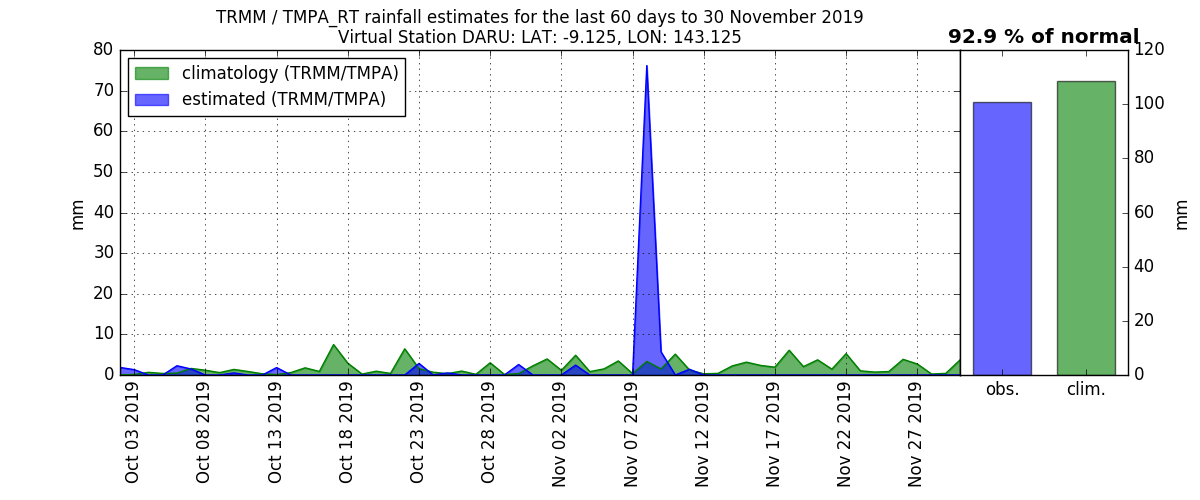 TRMM / TMPA_RT rainfall estimates for the last 60 days to 30 November 2019
Virtual Station DARU: LAT: -9.125, LON: 143.125
92.9 % of normal
climatology (TRMM/TMPA)
estimated (TRMM/TMPA)
80
70
60
50
40
30
20
10
0
mm
Oct 03 2019
Oct 08 2019
Oct 13 2019
Oct 18 2019
Oct 23 2019
Oct 28 2019
Nov 02 2019
Nov 07 2019
Nov 12 2019
Nov 17 2019
Nov 22 2019
Nov 27 2019
120
100
80
60
40
20
0
mm
obs.
clim.